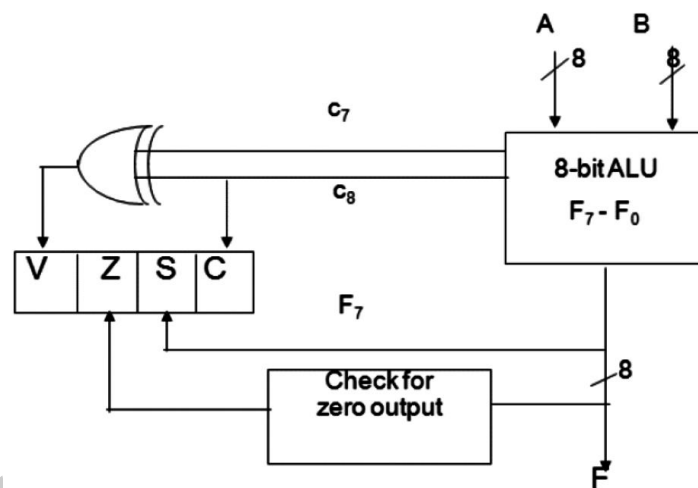 A B
8 8
c7
8-bit ALU
c8
F7 - F0
V Z S C
F7
Check for
zero output
8
F